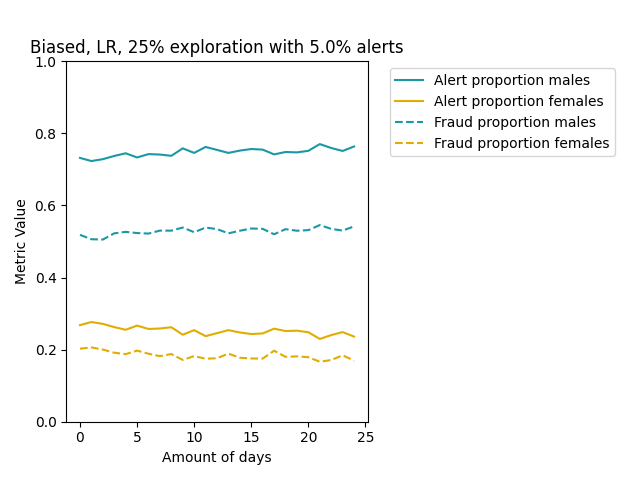 Biased, LR, 25% exploration with 5.0% alerts
1.0
0.8
0.6
0.4
0.2
0.0
Metric Value
0 5 10 15 20 25
Amount of days
Alert proportion males
Alert proportion females
Fraud proportion males
Fraud proportion females